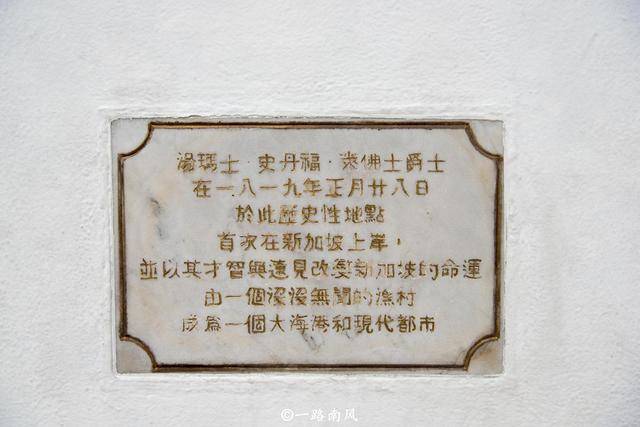 湯瑪士·史丹福·來佛士爵士
在一八一九年正月廿八日
於此歷史性地點
首次在新加坡上岸，
並以其才智與遠見改變新加坡的命運
由一個沒沒無聞的漁村
成爲一個大海港和現代都市
©一路南风